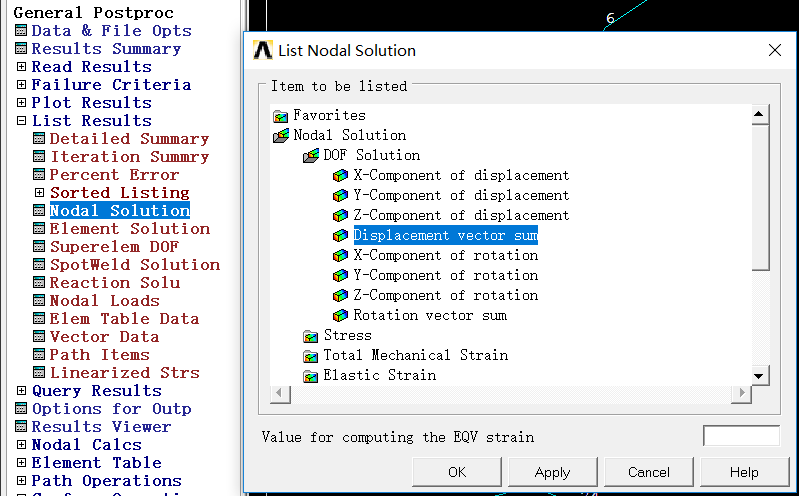 General Postproc
Data & File Opts
Results Summary
Read Results
Failure Criteria
Plot Results
List Results
Detailed Summary
Iteration Summry
Percent Error
Sorted Listing
Nodal Solution
Element Solution
Superelem DOF
SpotWeld Solution
Reaction Solu
Nodal Loads
Elem Table Data
Vector Data
Path Items
Linearized Strs
Query Results
Options for Outp
Results Viewer
Nodal Calcs
Element Table
Path Operations
6
List Nodal Solution
Item to be listed
Favorites
Nodal Solution
DOF Solution
X-Component of displacement
Y-Component of displacement
Z-Component of displacement
Displacement vector sum
X-Component of rotation
Y-Component of rotation
Z-Component of rotation
Rotation vector sum
Stress
Total Mechanical Strain
Elastic Strain
Value for computing the EQV strain
OK
Apply
Cancel
Help